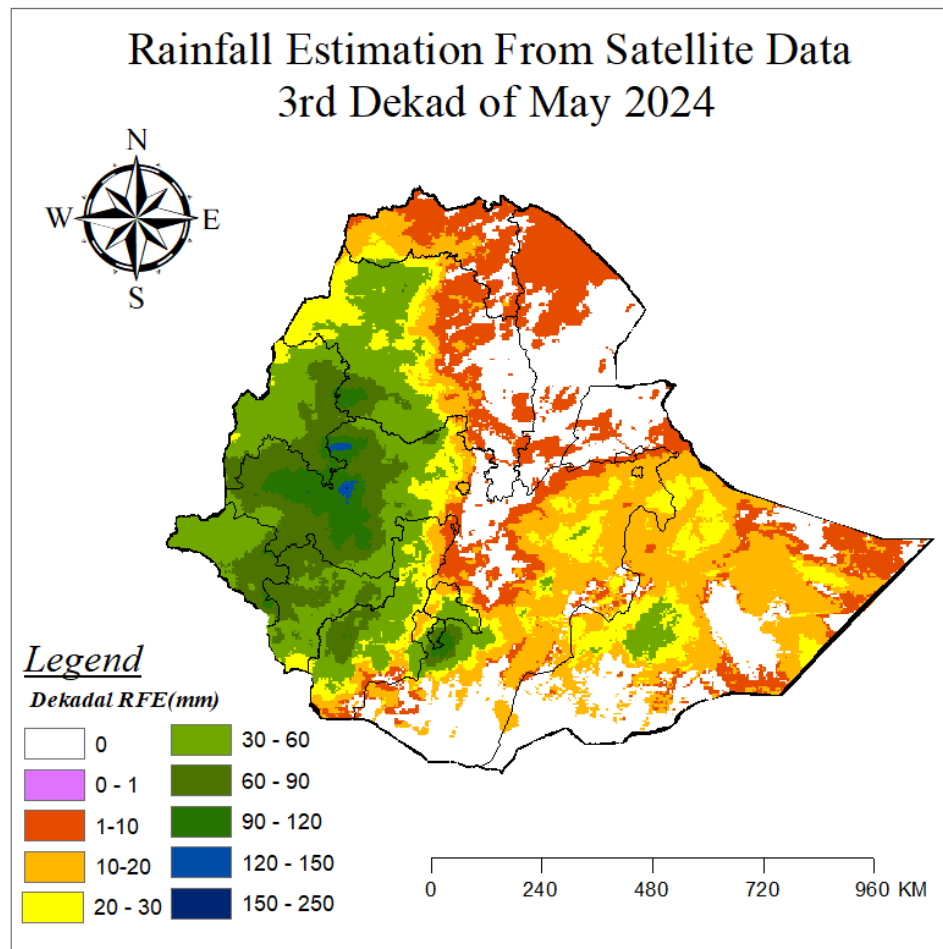 Rainfall Estimation From Satellite Data
3rd Dekad of May 2024
N
W
E
S
Legend
Dekadal RFE(mm)
0
0 - 1
1-10
10-20
20 - 30
30 - 60
60 - 90
90 - 120
120 - 150
150 - 250
0 240 480 720 960 KM